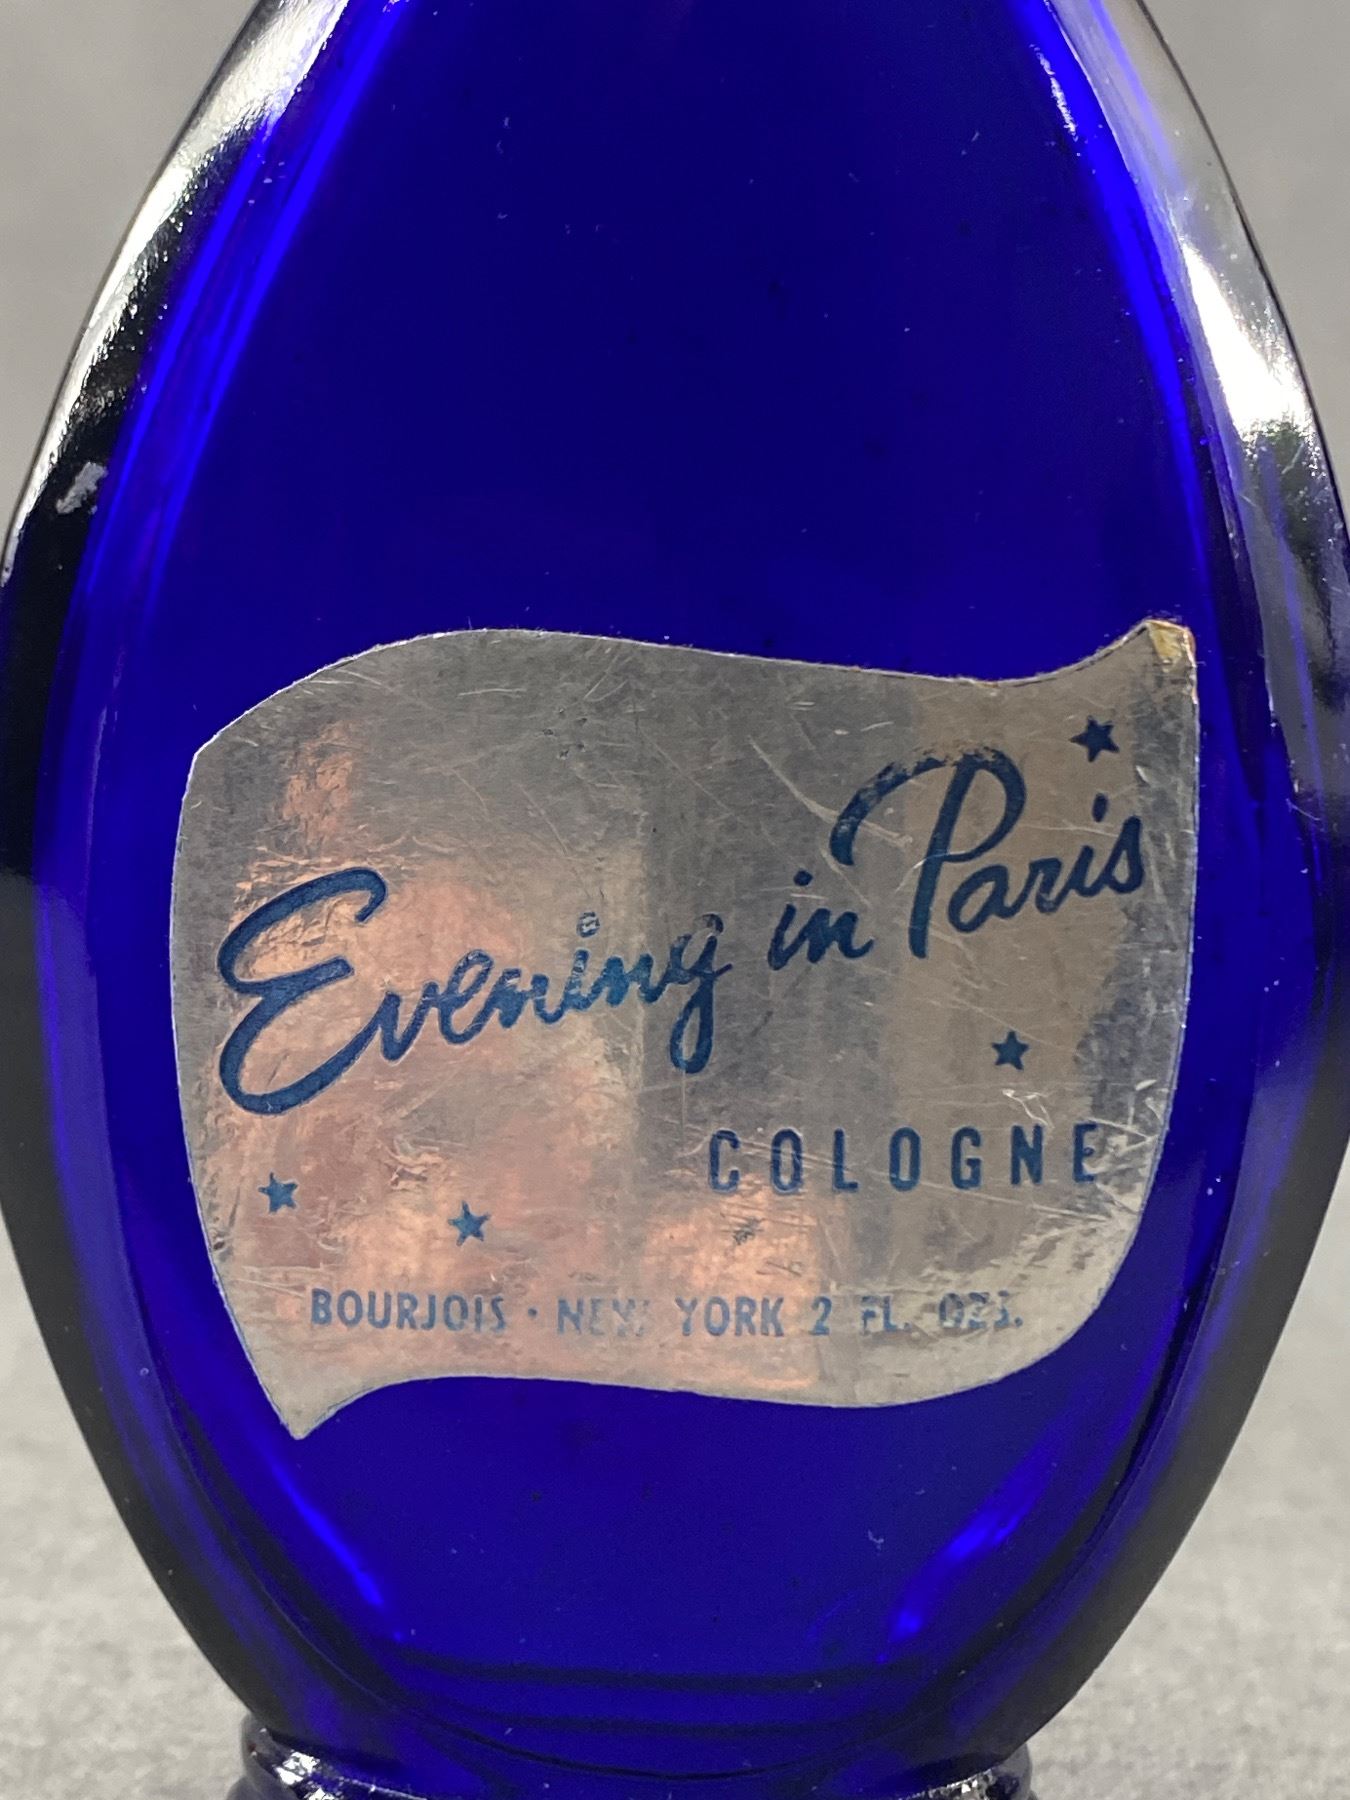 Evening in Paris
COLOGNE
BOURJOIS · NEW YORK 2 FL. OZS.